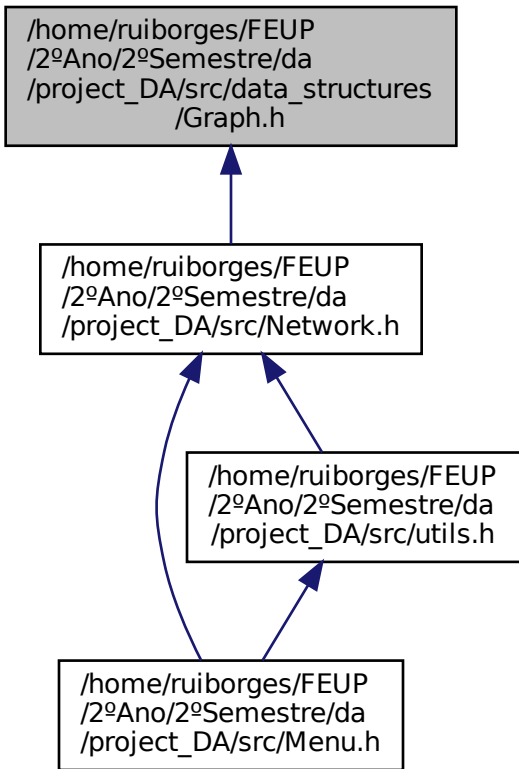 /home/ruiborges/FEUP
/2ºAno/2ºSemestre/da
/project_DA/src/data_structures
/Graph.h
/home/ruiborges/FEUP
/2ºAno/2ºSemestre/da
/project_DA/src/Network.h
/home/ruiborges/FEUP
/2ºAno/2ºSemestre/da
/project_DA/src/utils.h
/home/ruiborges/FEUP
/2ºAno/2ºSemestre/da
/project_DA/src/Menu.h